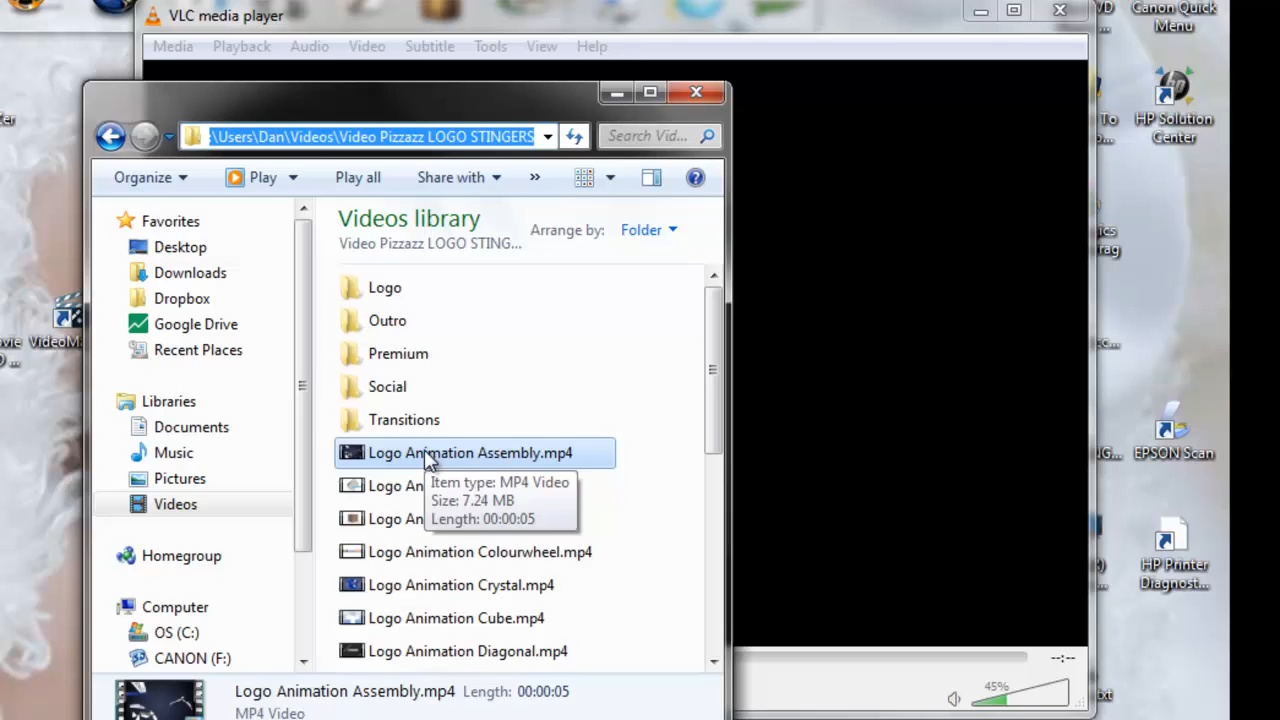 VLC media player
Media Playback Audio Video Subtitle Tools View Help
:\Users\Dan\Videos\Video Pizzazz LOGO STINGERS
Search Vid...
Organize Play Play all Share with »
Favorites
Desktop
Downloads
Dropbox
Google Drive
Recent Places
Libraries
Documents
Music
Pictures
Videos
Homegroup
Computer
OS (C:)
CANON (F:)
Videos library
Video Pizzazz LOGO STING...
Arrange by: Folder
Logo
Outro
Premium
Social
Transitions
Logo Animation Assembly.mp4
Logo An
Logo An
Item type: MP4 Video
Size: 7.24 MB
Length: 00:00:05
Logo Animation Colourwheel.mp4
Logo Animation Crystal.mp4
Logo Animation Cube.mp4
Logo Animation Diagonal.mp4
Logo Animation Assembly.mp4 Length: 00:00:05
MP4 Video
--:--
45%
Canon Quick
Menu
HP Solution
Center
EPSON Scan
HP Printer
Diagnost...